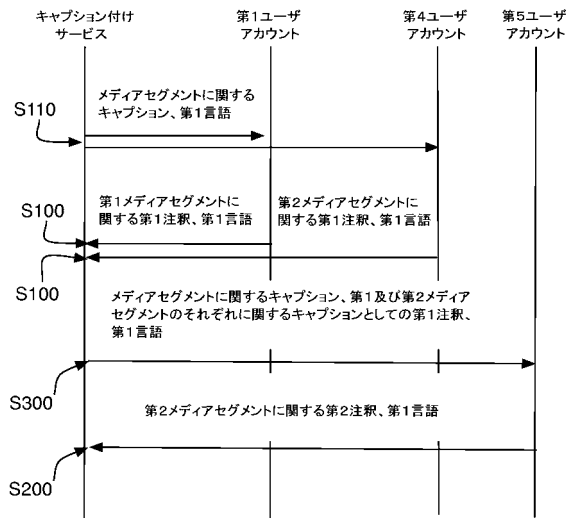 キャプション付け
サービス
第1ユーザ
アカウント
第4ユーザ
アカウント
第5ユーザ
アカウント
メディアセグメントに関する
キャプション、第1言語
S110
第1メディアセグメントに
関する第1注釈、第1言語
第2メディアセグメントに
関する第1注釈、第1言語
S100
S100
メディアセグメントに関するキャプション、第1及び第2メディア
セグメントのそれぞれに関するキャプションとしての第1注釈、
第1言語
S300
第2メディアセグメントに関する第2注釈、第1言語
S200